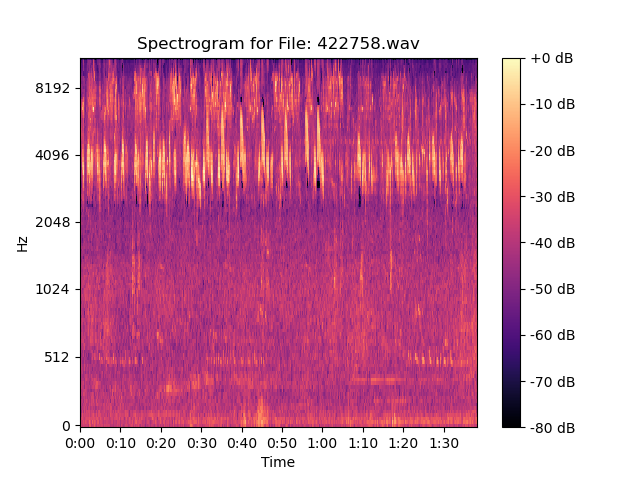 Spectrogram for File: 422758.wav
Hz
8192
4096
2048
1024
512
0
0:00 0:10 0:20 0:30 0:40 0:50 1:00 1:10 1:20 1:30
Time
+0 dB
-10 dB
-20 dB
-30 dB
-40 dB
-50 dB
-60 dB
-70 dB
-80 dB